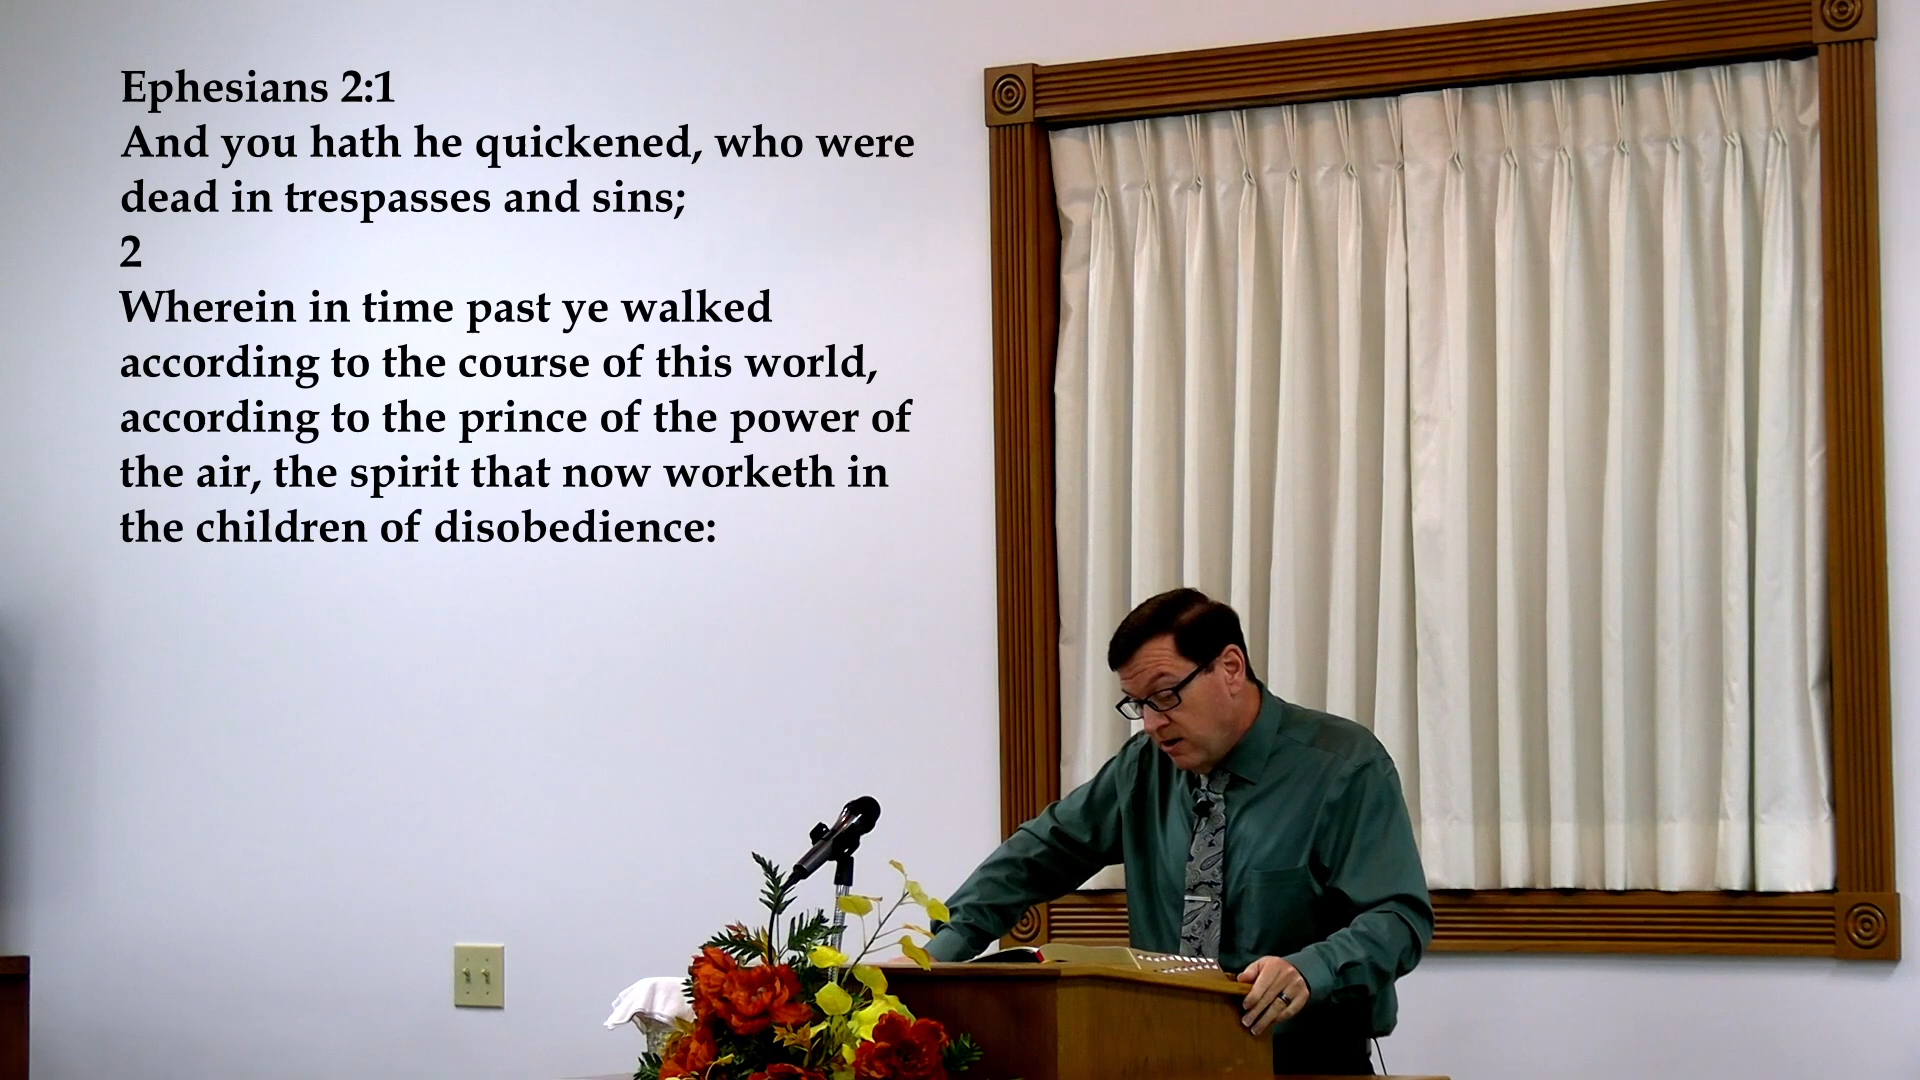 Ephesians 2:1
And you hath he quickened, who were
dead in trespasses and sins;
2
Wherein in time past ye walked
according to the course of this world,
according to the prince of the power of
the air, the spirit that now worketh in
the children of disobedience: